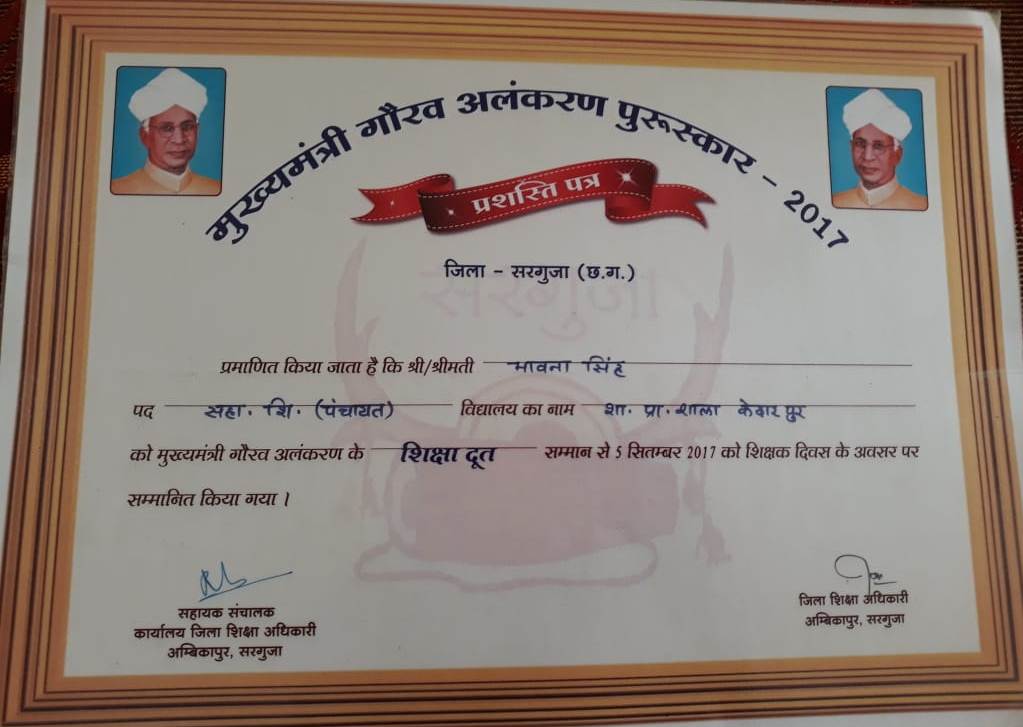 मुख्यमंत्री गौरव अलंकरण पुरूस्कार - 2017
प्रशस्ति पत्र
जिला - सरगुजा (छ.ग.)
सरगुजा
प्रमाणित किया जाता है कि श्री/श्रीमती भावना सिंह
पद सहा. शि. (पंचायत) विद्यालय का नाम शा. प्रा. शाला केदारपुर
को मुख्यमंत्री गौरव अलंकरण के शिक्षा दूत सम्मान से 5 सितम्बर 2017 को शिक्षक दिवस के अवसर पर
सम्मानित किया गया ।
सहायक संचालक
कार्यालय जिला शिक्षा अधिकारी
अम्बिकापुर, सरगुजा
जिला शिक्षा अधिकारी
अम्बिकापुर, सरगुजा